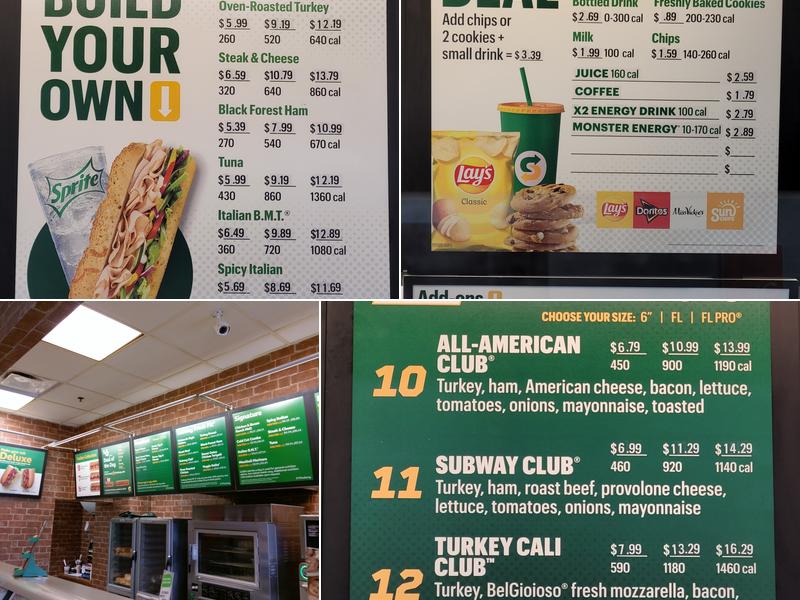 BUILD
YOUR
OWN
Oven-Roasted Turkey
$5.99 $9.19 $12.19
260 520 640 cal
Steak & Cheese
$6.59 $10.79 $13.79
320 640 860 cal
Black Forest Ham
$5.39 $7.99 $10.99
270 540 670 cal
Tuna
$5.99 $9.19 $12.19
430 860 1360 cal
Italian B.M.T.®
$6.49 $9.89 $12.89
360 720 1080 cal
Spicy Italian
$5.69 $8.69 $11.69
Sprite
DEAL
Add chips or
2 cookies +
small drink = $3.39
Bottled Drink
$2.69 0-300 cal
Freshly Baked Cookies
$.89 200-230 cal
Milk
$1.99 100 cal
Chips
$1.59 140-260 cal
JUICE 160 cal $2.59
COFFEE $1.79
X2 ENERGY DRINK 100 cal $2.79
MONSTER ENERGY 10-170 cal $2.89
$
$
Lay's
Classic
Lay's Doritos Miss Vickie's Sun
Add-ons
Deluxe
Signature
CHOOSE YOUR SIZE: 6" | FL | FL PRO®
10 ALL-AMERICAN
CLUB®
$6.79 $10.99 $13.99
450 900 1190 cal
Turkey, ham, American cheese, bacon, lettuce,
tomatoes, onions, mayonnaise, toasted
11 SUBWAY CLUB®
$6.99 $11.29 $14.29
460 920 1140 cal
Turkey, ham, roast beef, provolone cheese,
lettuce, tomatoes, onions, mayonnaise
12 TURKEY CALI
CLUB™
$7.99 $13.29 $16.29
590 1180 1460 cal
Turkey, BelGioioso® fresh mozzarella, bacon,